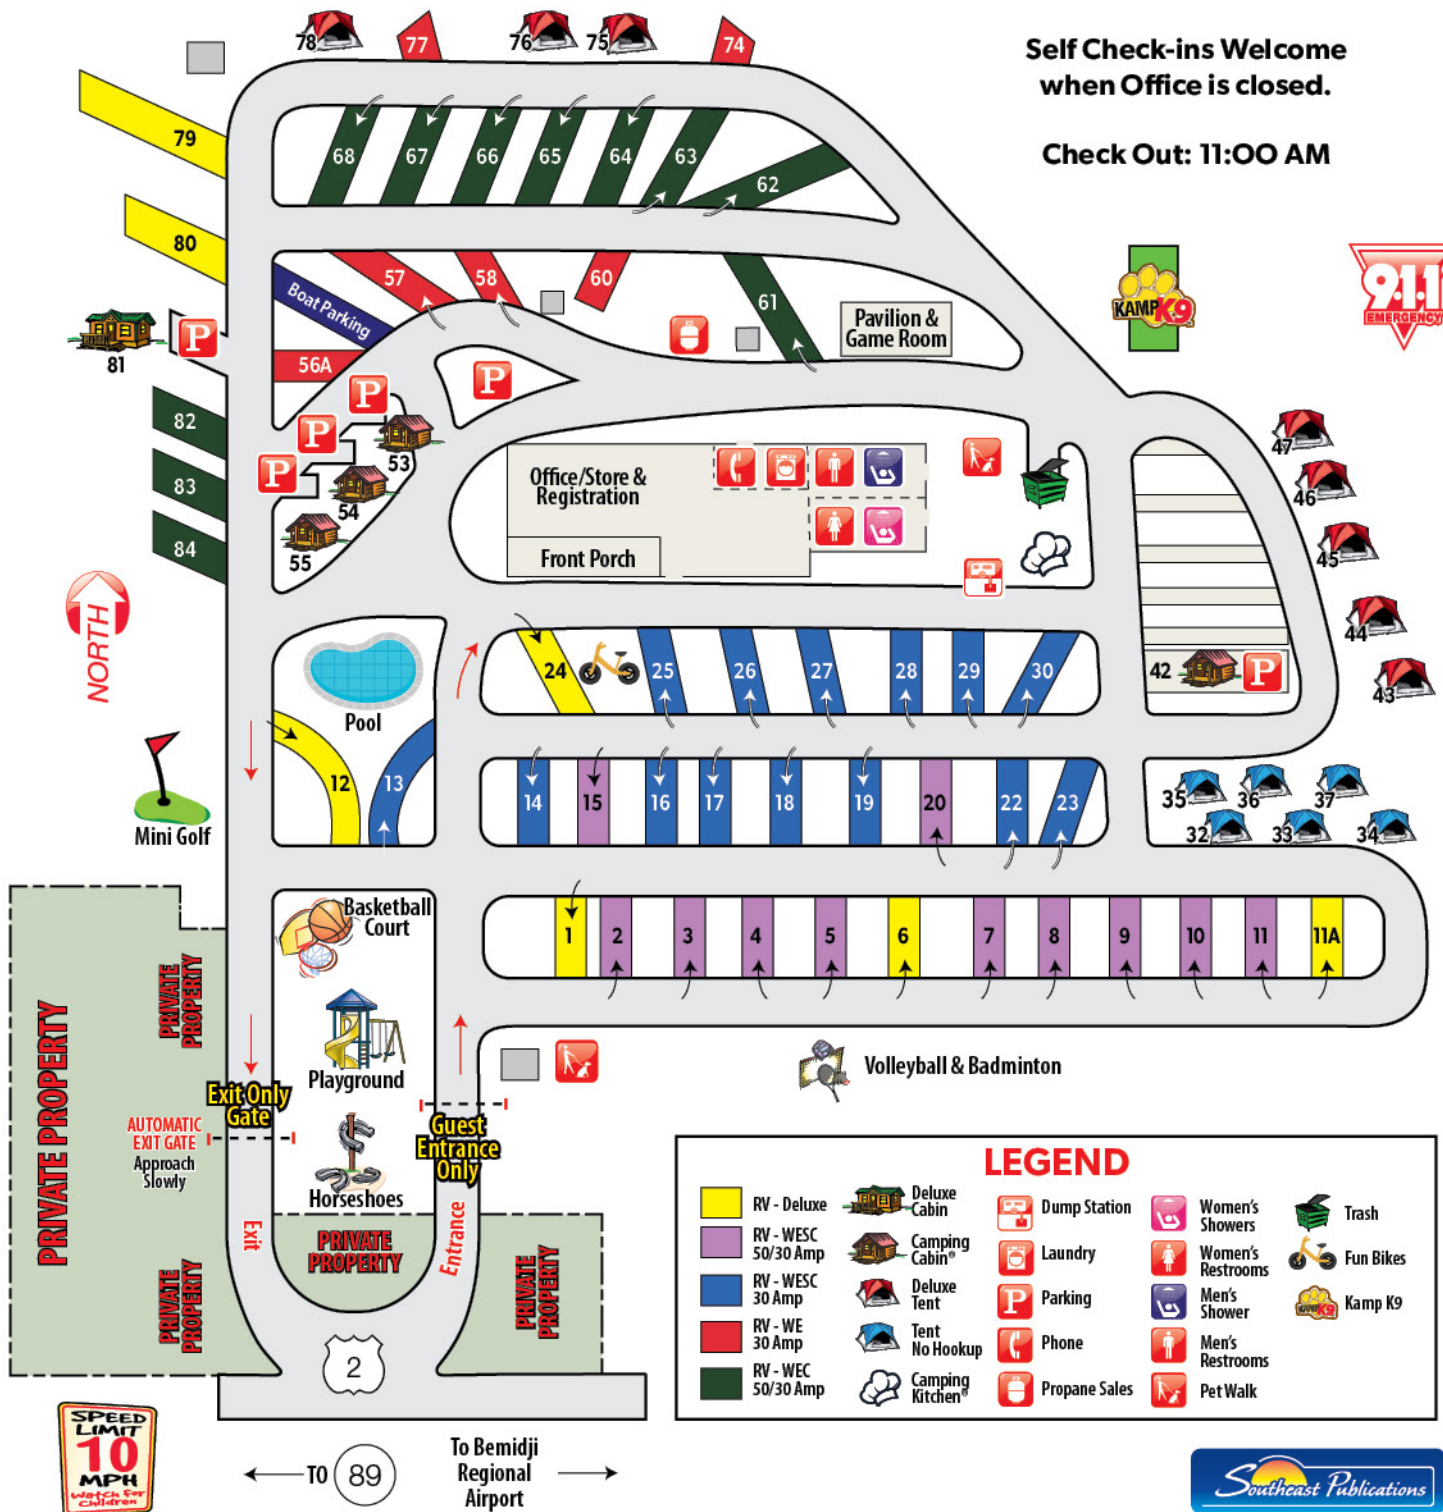 Self Check-ins Welcome
when Office is closed.
Check Out: 11:00 AM
78
77
76
75
74
79
68
67
66
65
64
63
62
80
Boat Parking
57
58
60
61
Pavilion &
Game Room
KAMP K9
9-1-1
EMERGENCY
81
P
56A
P
P
P
P
82
83
84
53
54
55
Office/Store &
Registration
Front Porch
47
46
45
44
43
42
P
NORTH
Pool
24
25
26
27
28
29
30
12
13
Mini Golf
14
15
16
17
18
19
20
22
23
35
36
37
32
33
34
Basketball
Court
1
2
3
4
5
6
7
8
9
10
11
11A
PRIVATE PROPERTY
PRIVATE
PROPERTY
Playground
Exit Only
Gate
AUTOMATIC
EXIT GATE
Approach
Slowly
Guest
Entrance
Only
Volleyball & Badminton
Horseshoes
Exit
Entrance
PRIVATE
PROPERTY
PRIVATE
PROPERTY
PRIVATE
PROPERTY
2
LEGEND
RV - Deluxe
RV - WESC
50/30 Amp
RV - WESC
30 Amp
RV - WE
30 Amp
RV - WEC
50/30 Amp
Deluxe
Cabin
Camping
Cabin®
Deluxe
Tent
Tent
No Hookup
Camping
Kitchen®
Dump Station
Laundry
P
Parking
Phone
Propane Sales
Women's
Showers
Women's
Restrooms
Men's
Shower
Men's
Restrooms
Pet Walk
Trash
Fun Bikes
KAMP K9
Kamp K9
SPEED
LIMIT
10
MPH
Watch For
Children
TO 89
To Bemidji
Regional
Airport
Southeast Publications